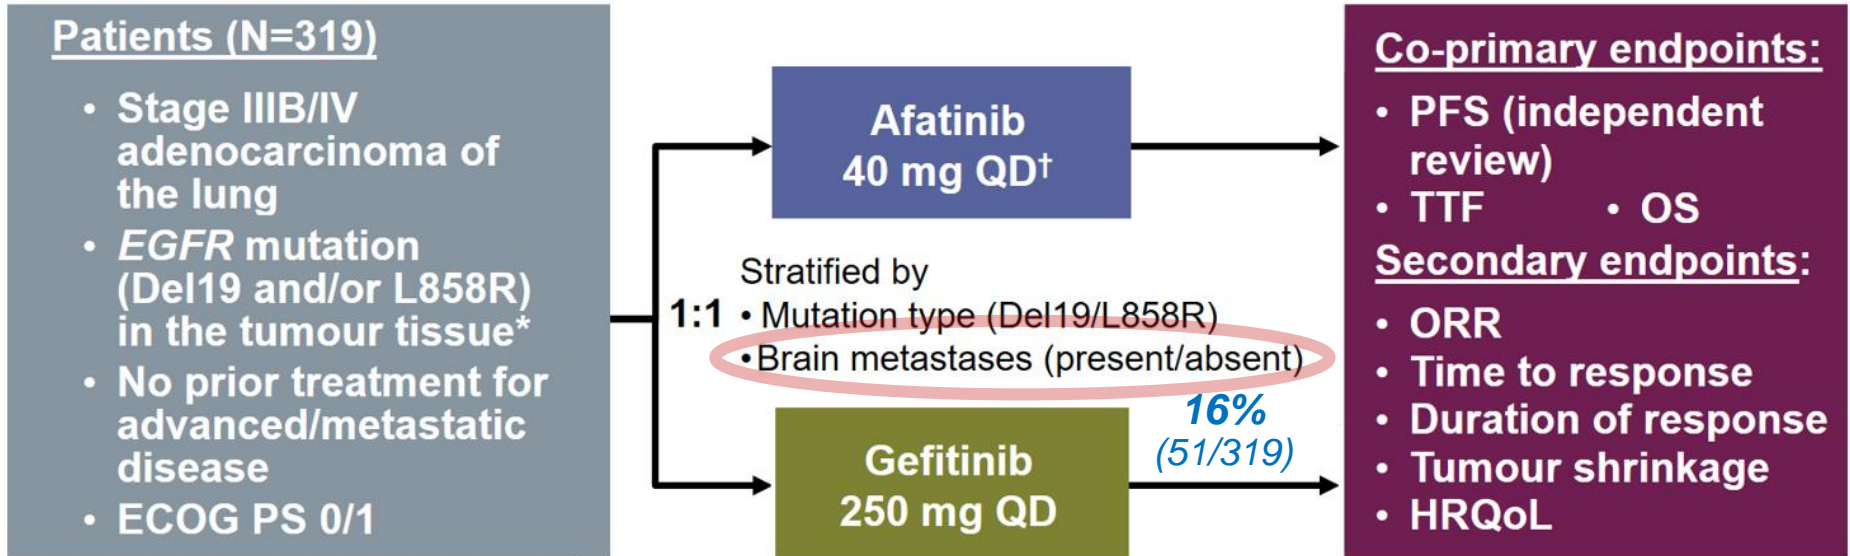 Patients (N=319)
• Stage IIIB/IV
adenocarcinoma of
the lung
• EGFR mutation
(Del19 and/or L858R)
in the tumour tissue*
• No prior treatment for
advanced/metastatic
disease
• ECOG PS 0/1
1:1
Afatinib
40 mg QD†
Stratified by
• Mutation type (Del19/L858R)
•Brain metastases (present/absent)
16%
(51/319)
Gefitinib
250 mg QD
Co-primary endpoints:
• PFS (independent
review)
• TTF • OS
Secondary endpoints:
• ORR
• Time to response
• Duration of response
• Tumour shrinkage
• HRQoL